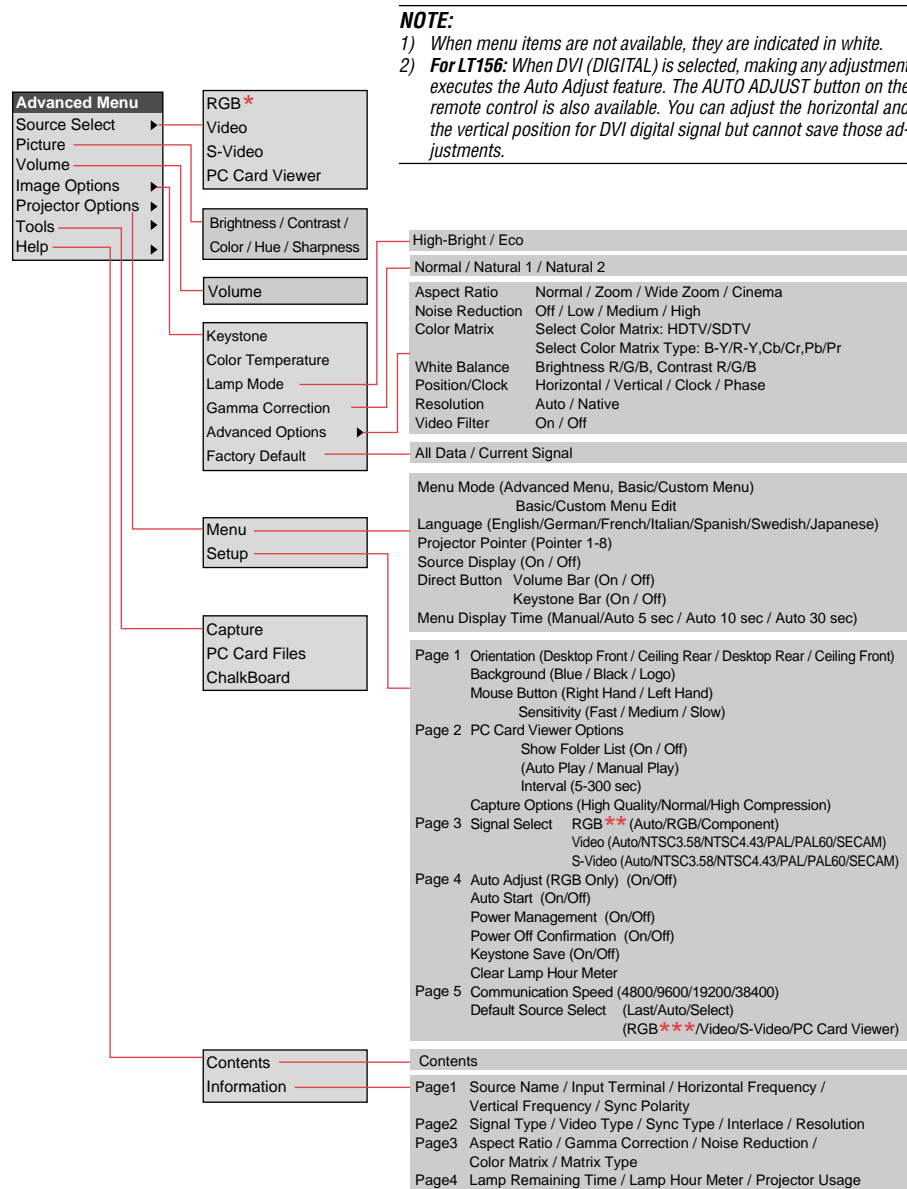 NOTE:
1) When menu items are not available, they are indicated in white.
2) For LT156: When DVI (DIGITAL) is selected, making any adjustment
executes the Auto Adjust feature. The AUTO ADJUST button on the
remote control is also available. You can adjust the horizontal and
the vertical position for DVI digital signal but cannot save those ad-
justments.
Advanced Menu
Source Select
Picture
Volume
Image Options
Projector Options
Tools
Help
RGB*
Video
S-Video
PC Card Viewer
Brightness / Contrast /
Color / Hue / Sharpness
Volume
Keystone
Color Temperature
Lamp Mode
Gamma Correction
Advanced Options
Factory Default
High-Bright / Eco
Normal / Natural 1 / Natural 2
Aspect Ratio Normal / Zoom / Wide Zoom / Cinema
Noise Reduction Off / Low / Medium / High
Color Matrix Select Color Matrix: HDTV/SDTV
Select Color Matrix Type: B-Y/R-Y,Cb/Cr,Pb/Pr
White Balance Brightness R/G/B, Contrast R/G/B
Position/Clock Horizontal / Vertical / Clock / Phase
Resolution Auto / Native
Video Filter On / Off
All Data / Current Signal
Menu
Setup
Menu Mode (Advanced Menu, Basic/Custom Menu)
Basic/Custom Menu Edit
Language (English/German/French/Italian/Spanish/Swedish/Japanese)
Projector Pointer (Pointer 1-8)
Source Display (On / Off)
Direct Button Volume Bar (On / Off)
Keystone Bar (On / Off)
Menu Display Time (Manual/Auto 5 sec / Auto 10 sec / Auto 30 sec)
Capture
PC Card Files
ChalkBoard
Page 1 Orientation (Desktop Front / Ceiling Rear / Desktop Rear / Ceiling Front)
Background (Blue / Black / Logo)
Mouse Button (Right Hand / Left Hand)
Sensitivity (Fast / Medium / Slow)
Page 2 PC Card Viewer Options
Show Folder List (On / Off)
(Auto Play / Manual Play)
Interval (5-300 sec)
Capture Options (High Quality/Normal/High Compression)
Page 3 Signal Select RGB** (Auto/RGB/Component)
Video (Auto/NTSC3.58/NTSC4.43/PAL/PAL60/SECAM)
S-Video (Auto/NTSC3.58/NTSC4.43/PAL/PAL60/SECAM)
Page 4 Auto Adjust (RGB Only) (On/Off)
Auto Start (On/Off)
Power Management (On/Off)
Power Off Confirmation (On/Off)
Keystone Save (On/Off)
Clear Lamp Hour Meter
Page 5 Communication Speed (4800/9600/19200/38400)
Default Source Select (Last/Auto/Select)
(RGB***/Video/S-Video/PC Card Viewer)
Contents
Information
Contents
Page1 Source Name / Input Terminal / Horizontal Frequency /
Vertical Frequency / Sync Polarity
Page2 Signal Type / Video Type / Sync Type / Interlace / Resolution
Page3 Aspect Ratio / Gamma Correction / Noise Reduction /
Color Matrix / Matrix Type
Page4 Lamp Remaining Time / Lamp Hour Meter / Projector Usage